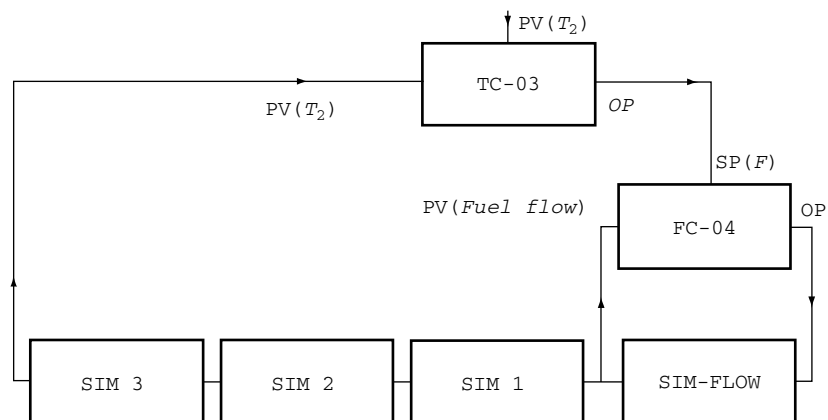 PV(T₂)
TC-03
PV(T₂)
OP
SP(F)
PV(Fuel flow)
OP
FC-04
SIM 3
SIM 2
SIM 1
SIM-FLOW